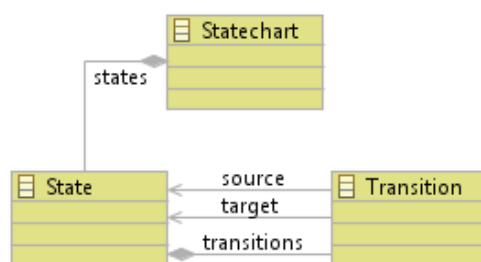 Statechart
states
State
source
Transition
target
transitions